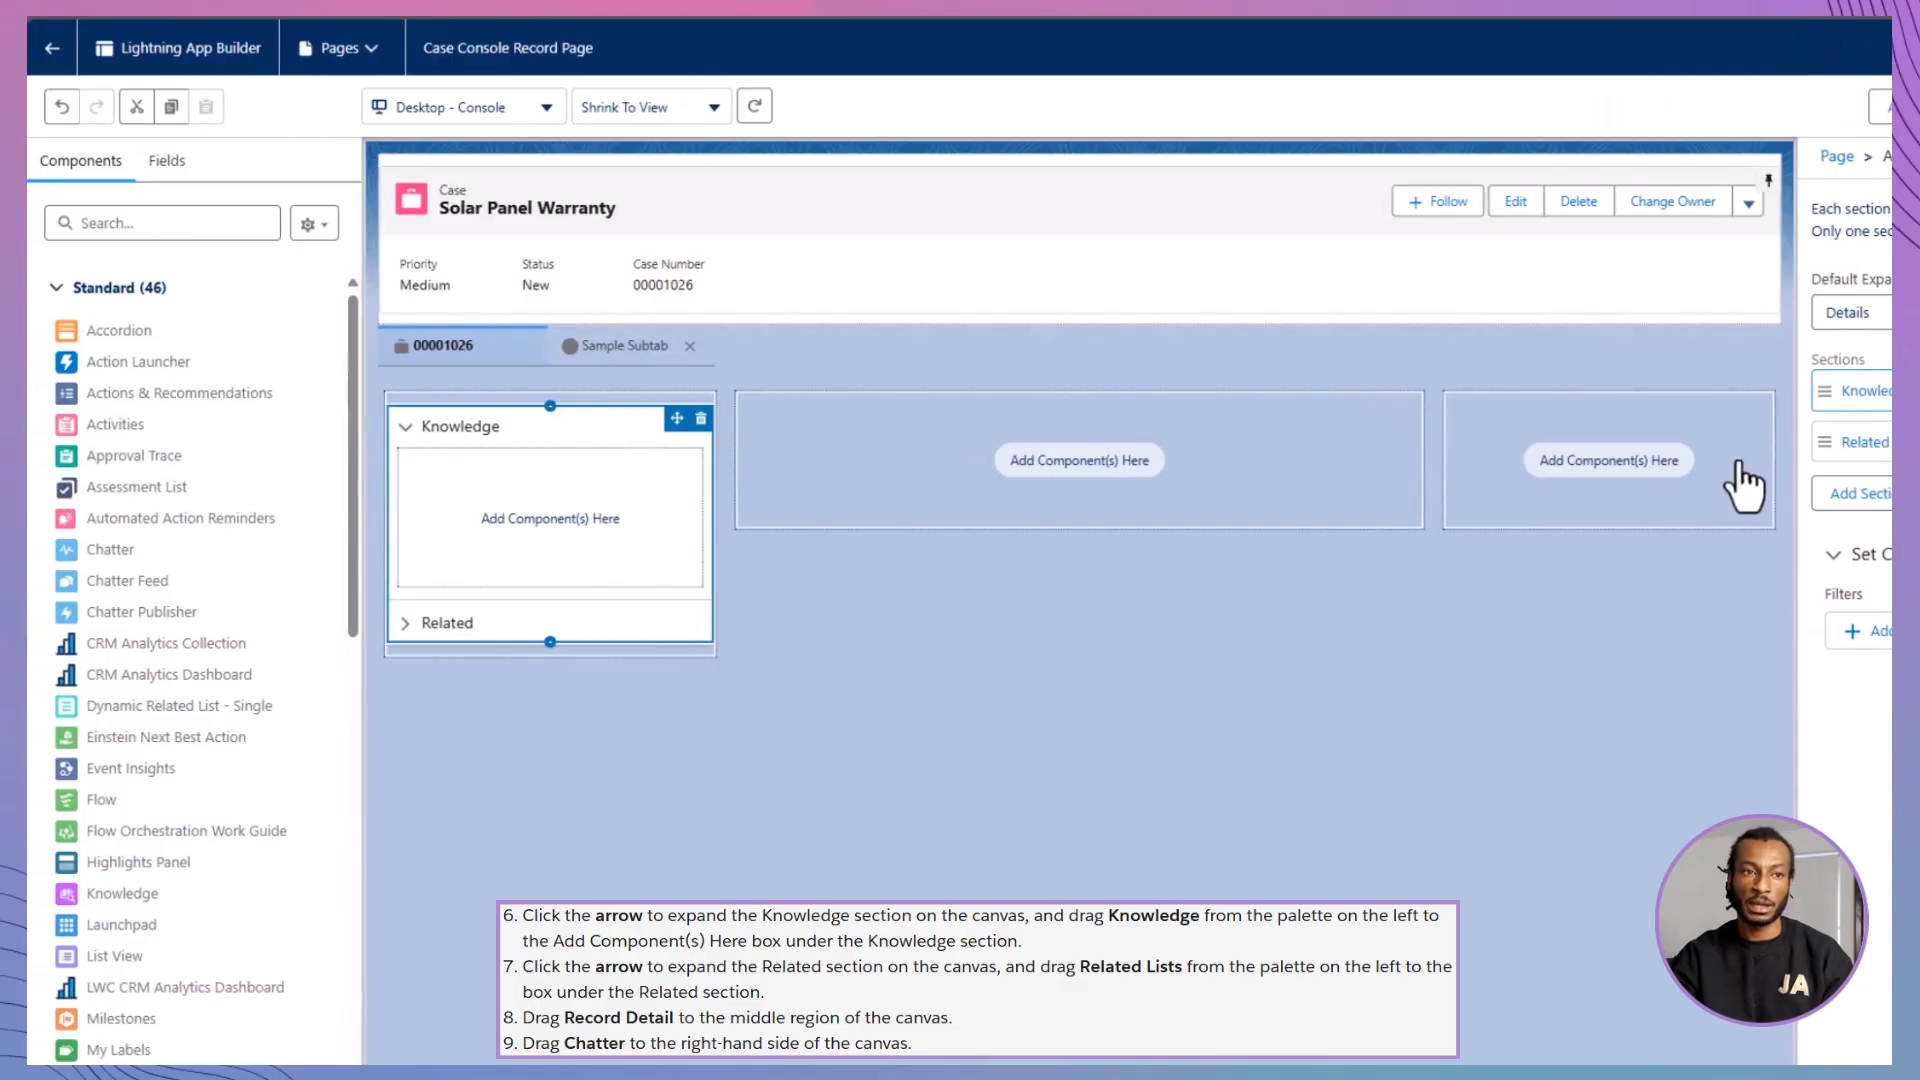 Lightning App Builder
Pages
Case Console Record Page
Desktop - Console
Shrink To View
Components
Fields
Search...
Standard (46)
Accordion
Action Launcher
Actions & Recommendations
Activities
Approval Trace
Assessment List
Automated Action Reminders
Chatter
Chatter Feed
Chatter Publisher
CRM Analytics Collection
CRM Analytics Dashboard
Dynamic Related List - Single
Einstein Next Best Action
Event Insights
Flow
Flow Orchestration Work Guide
Highlights Panel
Knowledge
Launchpad
List View
LWC CRM Analytics Dashboard
Milestones
My Labels
Case
Solar Panel Warranty
+ Follow
Edit
Delete
Change Owner
Priority
Medium
Status
New
Case Number
00001026
00001026
Sample Subtab
Knowledge
Add Component(s) Here
Related
Add Component(s) Here
Add Component(s) Here
Page >
Each section
Only one sec
Default Expa
Details
Sections
Knowled
Related
Add Secti
Set C
Filters
+ Add
6. Click the arrow to expand the Knowledge section on the canvas, and drag Knowledge from the palette on the left to
the Add Component(s) Here box under the Knowledge section.
7. Click the arrow to expand the Related section on the canvas, and drag Related Lists from the palette on the left to the
box under the Related section.
8. Drag Record Detail to the middle region of the canvas.
9. Drag Chatter to the right-hand side of the canvas.
JA